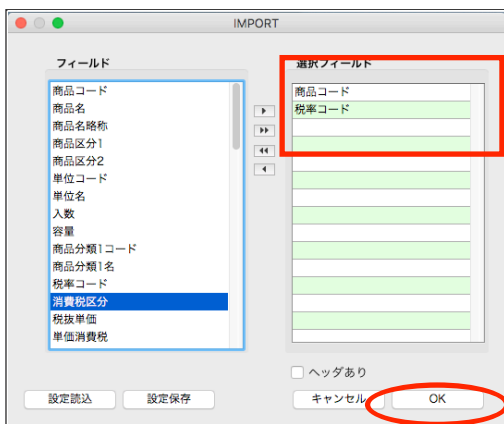 IMPORT
フィールド
選択フィールド
商品コード
商品名
商品名略称
商品区分1
商品区分2
単位コード
単位名
入数
容量
商品分類1コード
商品分類1名
税率コード
消費税区分
税抜単価
単価消費税
商品コード
税率コード
ヘッダあり
設定読込
設定保存
キャンセル
OK